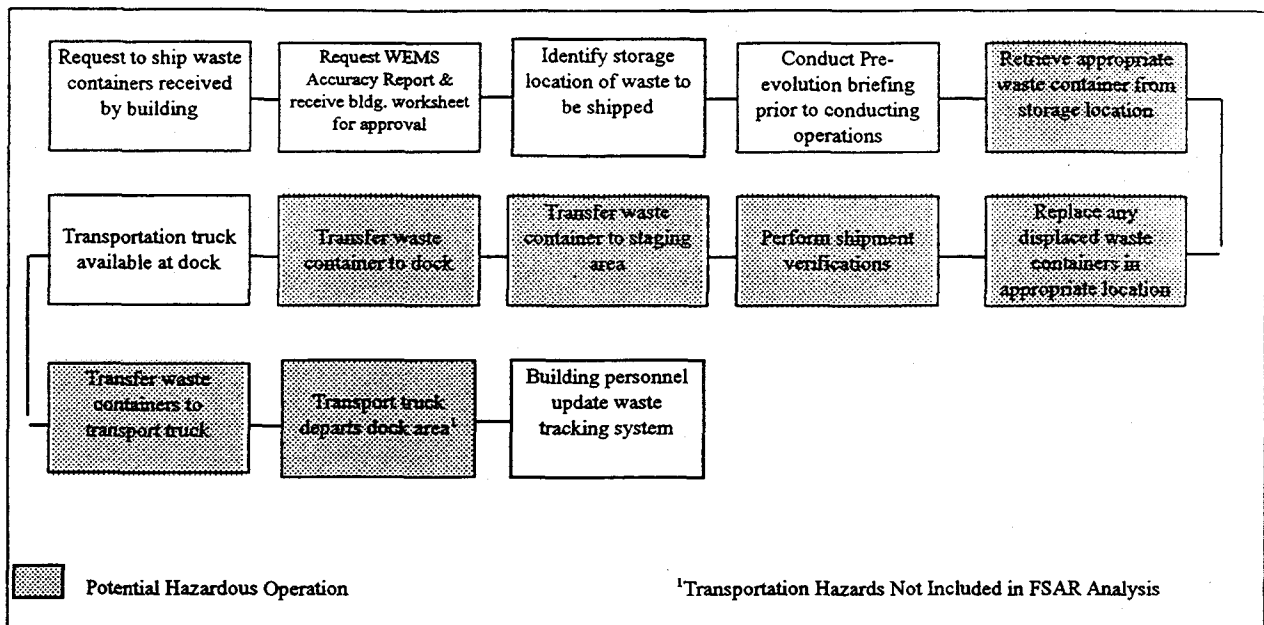 Request to ship waste
containers received
by building
Request WEMS
Accuracy Report &
receive bldg. worksheet
for approval
Identify storage
location of waste to
be shipped
Conduct Pre-
evolution briefing
prior to conducting
operations
Retrieve appropriate
waste container from
storage location
Transportation truck
available at dock
Transfer waste
container to dock
Transfer waste
container to staging
area
Perform shipment
verifications
Replace any
displaced waste
containers in
appropriate location
Transfer waste
containers to
transport truck
Transport truck
departs dock area¹
Building personnel
update waste
tracking system
Potential Hazardous Operation
¹Transportation Hazards Not Included in FSAR Analysis